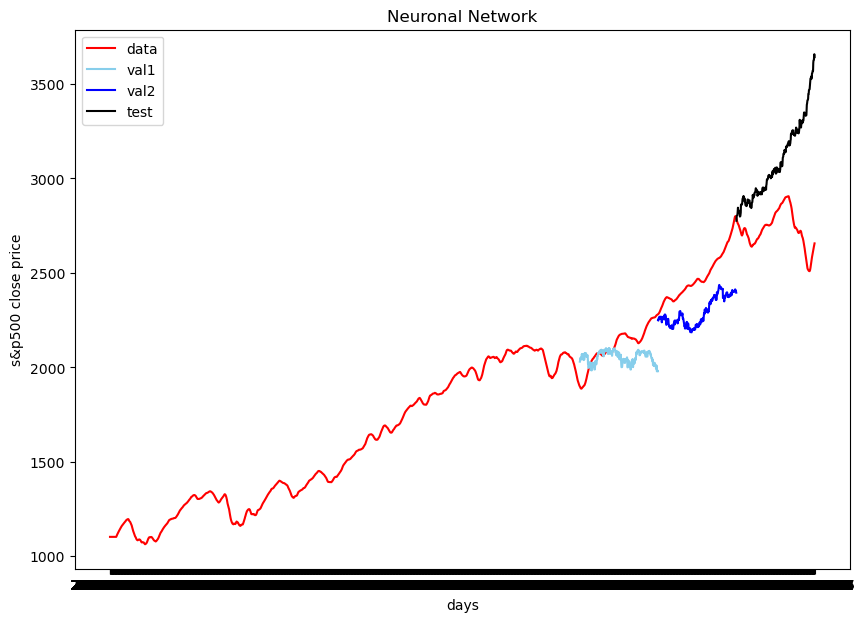 Neuronal Network
data
val1
val2
test
s&p500 close price
3500
3000
2500
2000
1500
1000
days